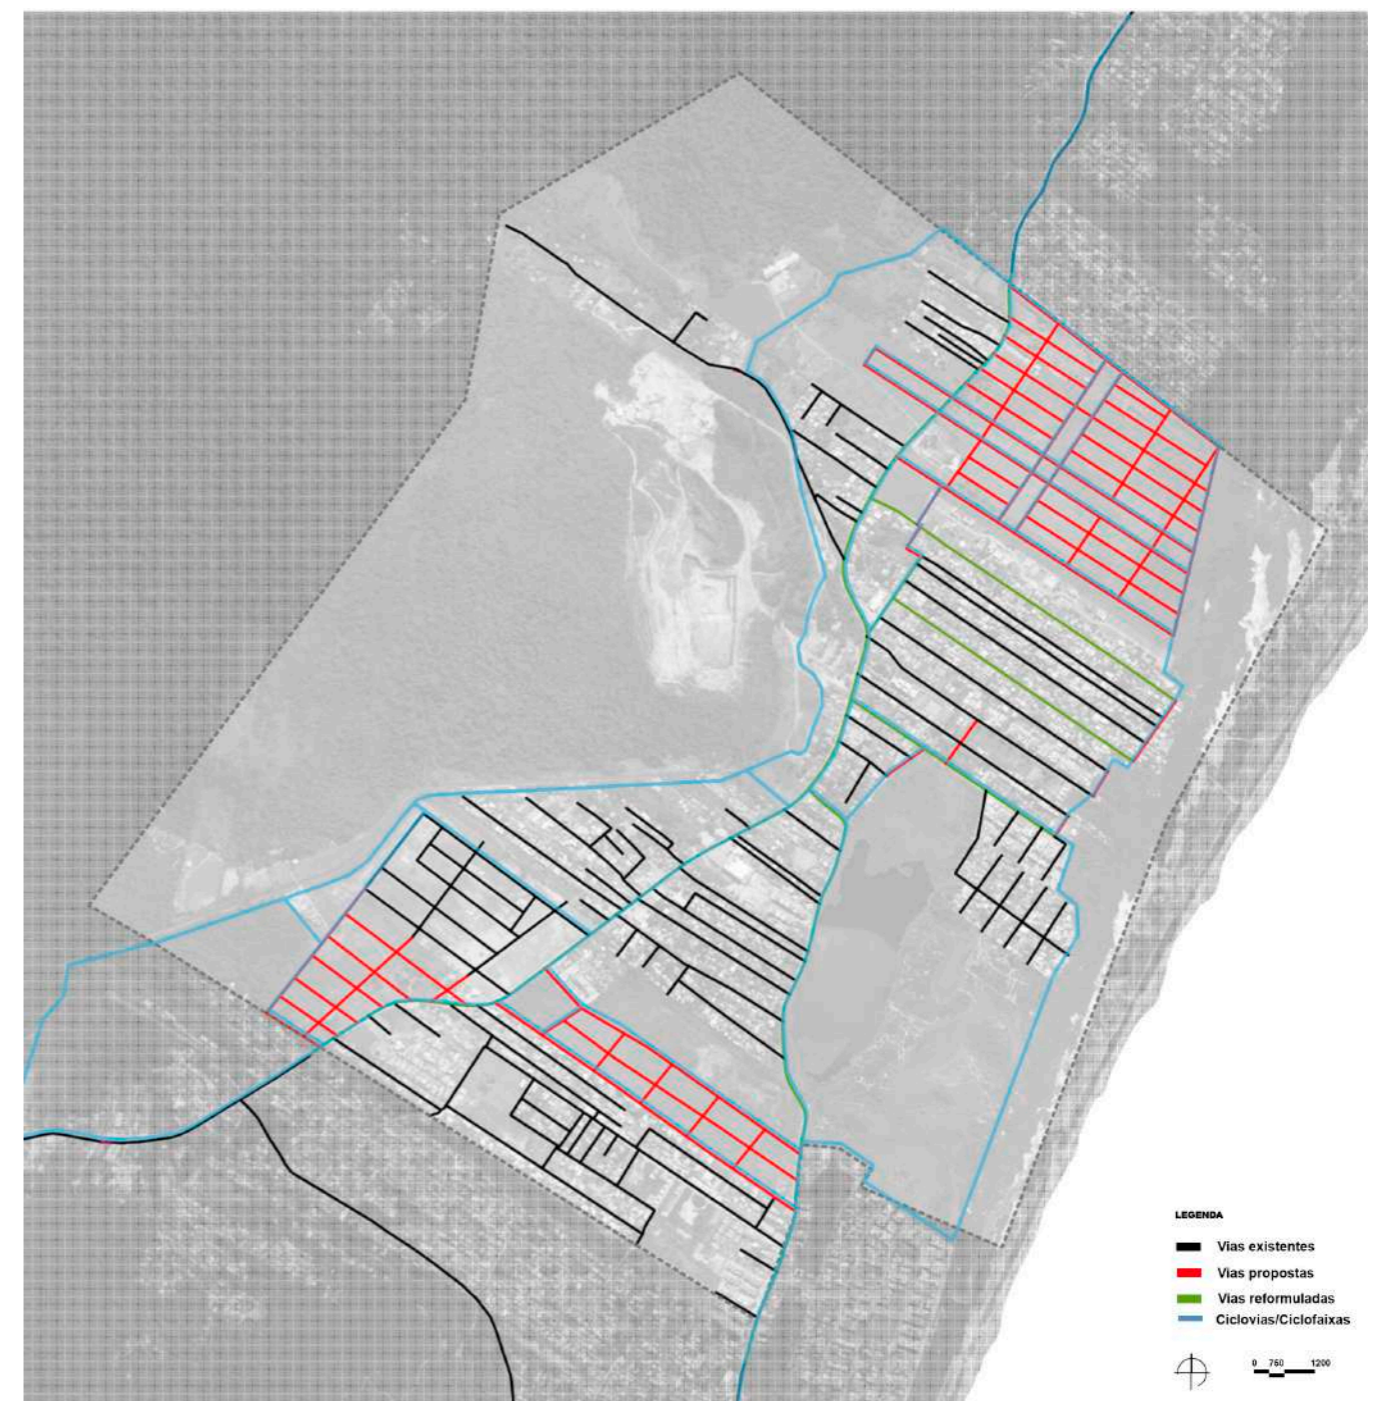 LEGENDA
Vias existentes
Vias propostas
Vias reformuladas
Ciclovias/Ciclofaixas
0 750 1200